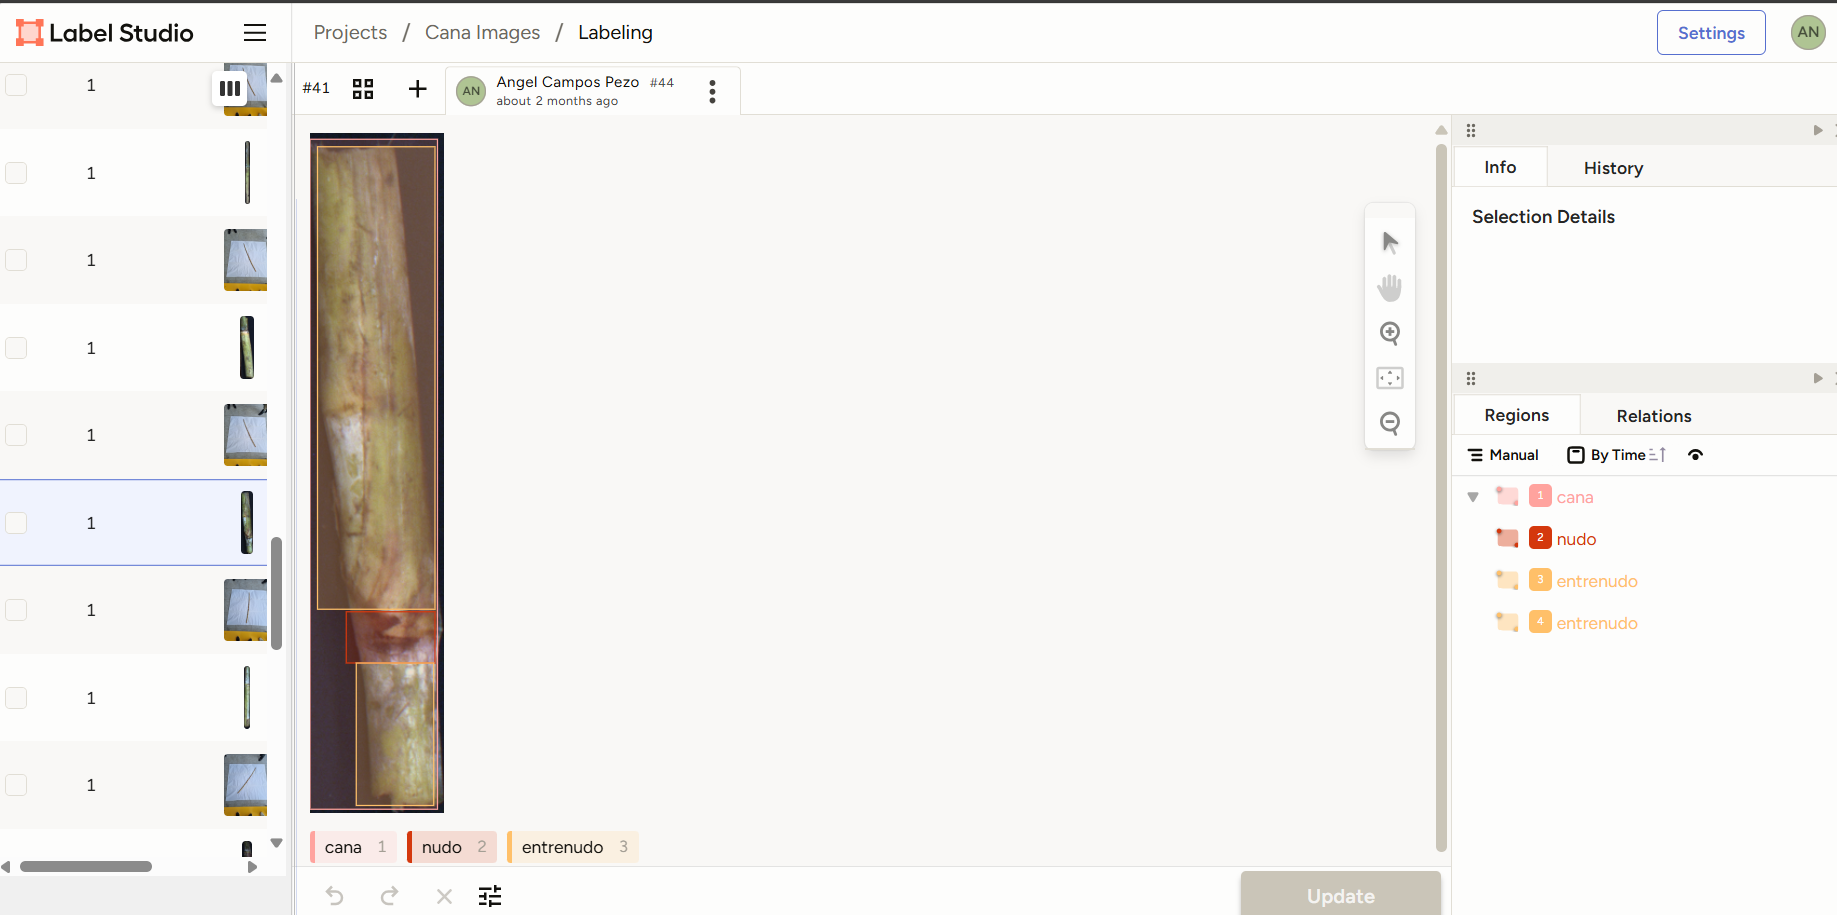 Label Studio
Projects / Cana Images / Labeling
Settings
AN
1
1
1
1
1
1
1
1
1
#41
AN
Angel Campos Pezo #44
about 2 months ago
Info
History
Selection Details
Regions
Relations
Manual
By Time
1 cana
2 nudo
3 entrenudo
4 entrenudo
cana 1
nudo 2
entrenudo 3
Update